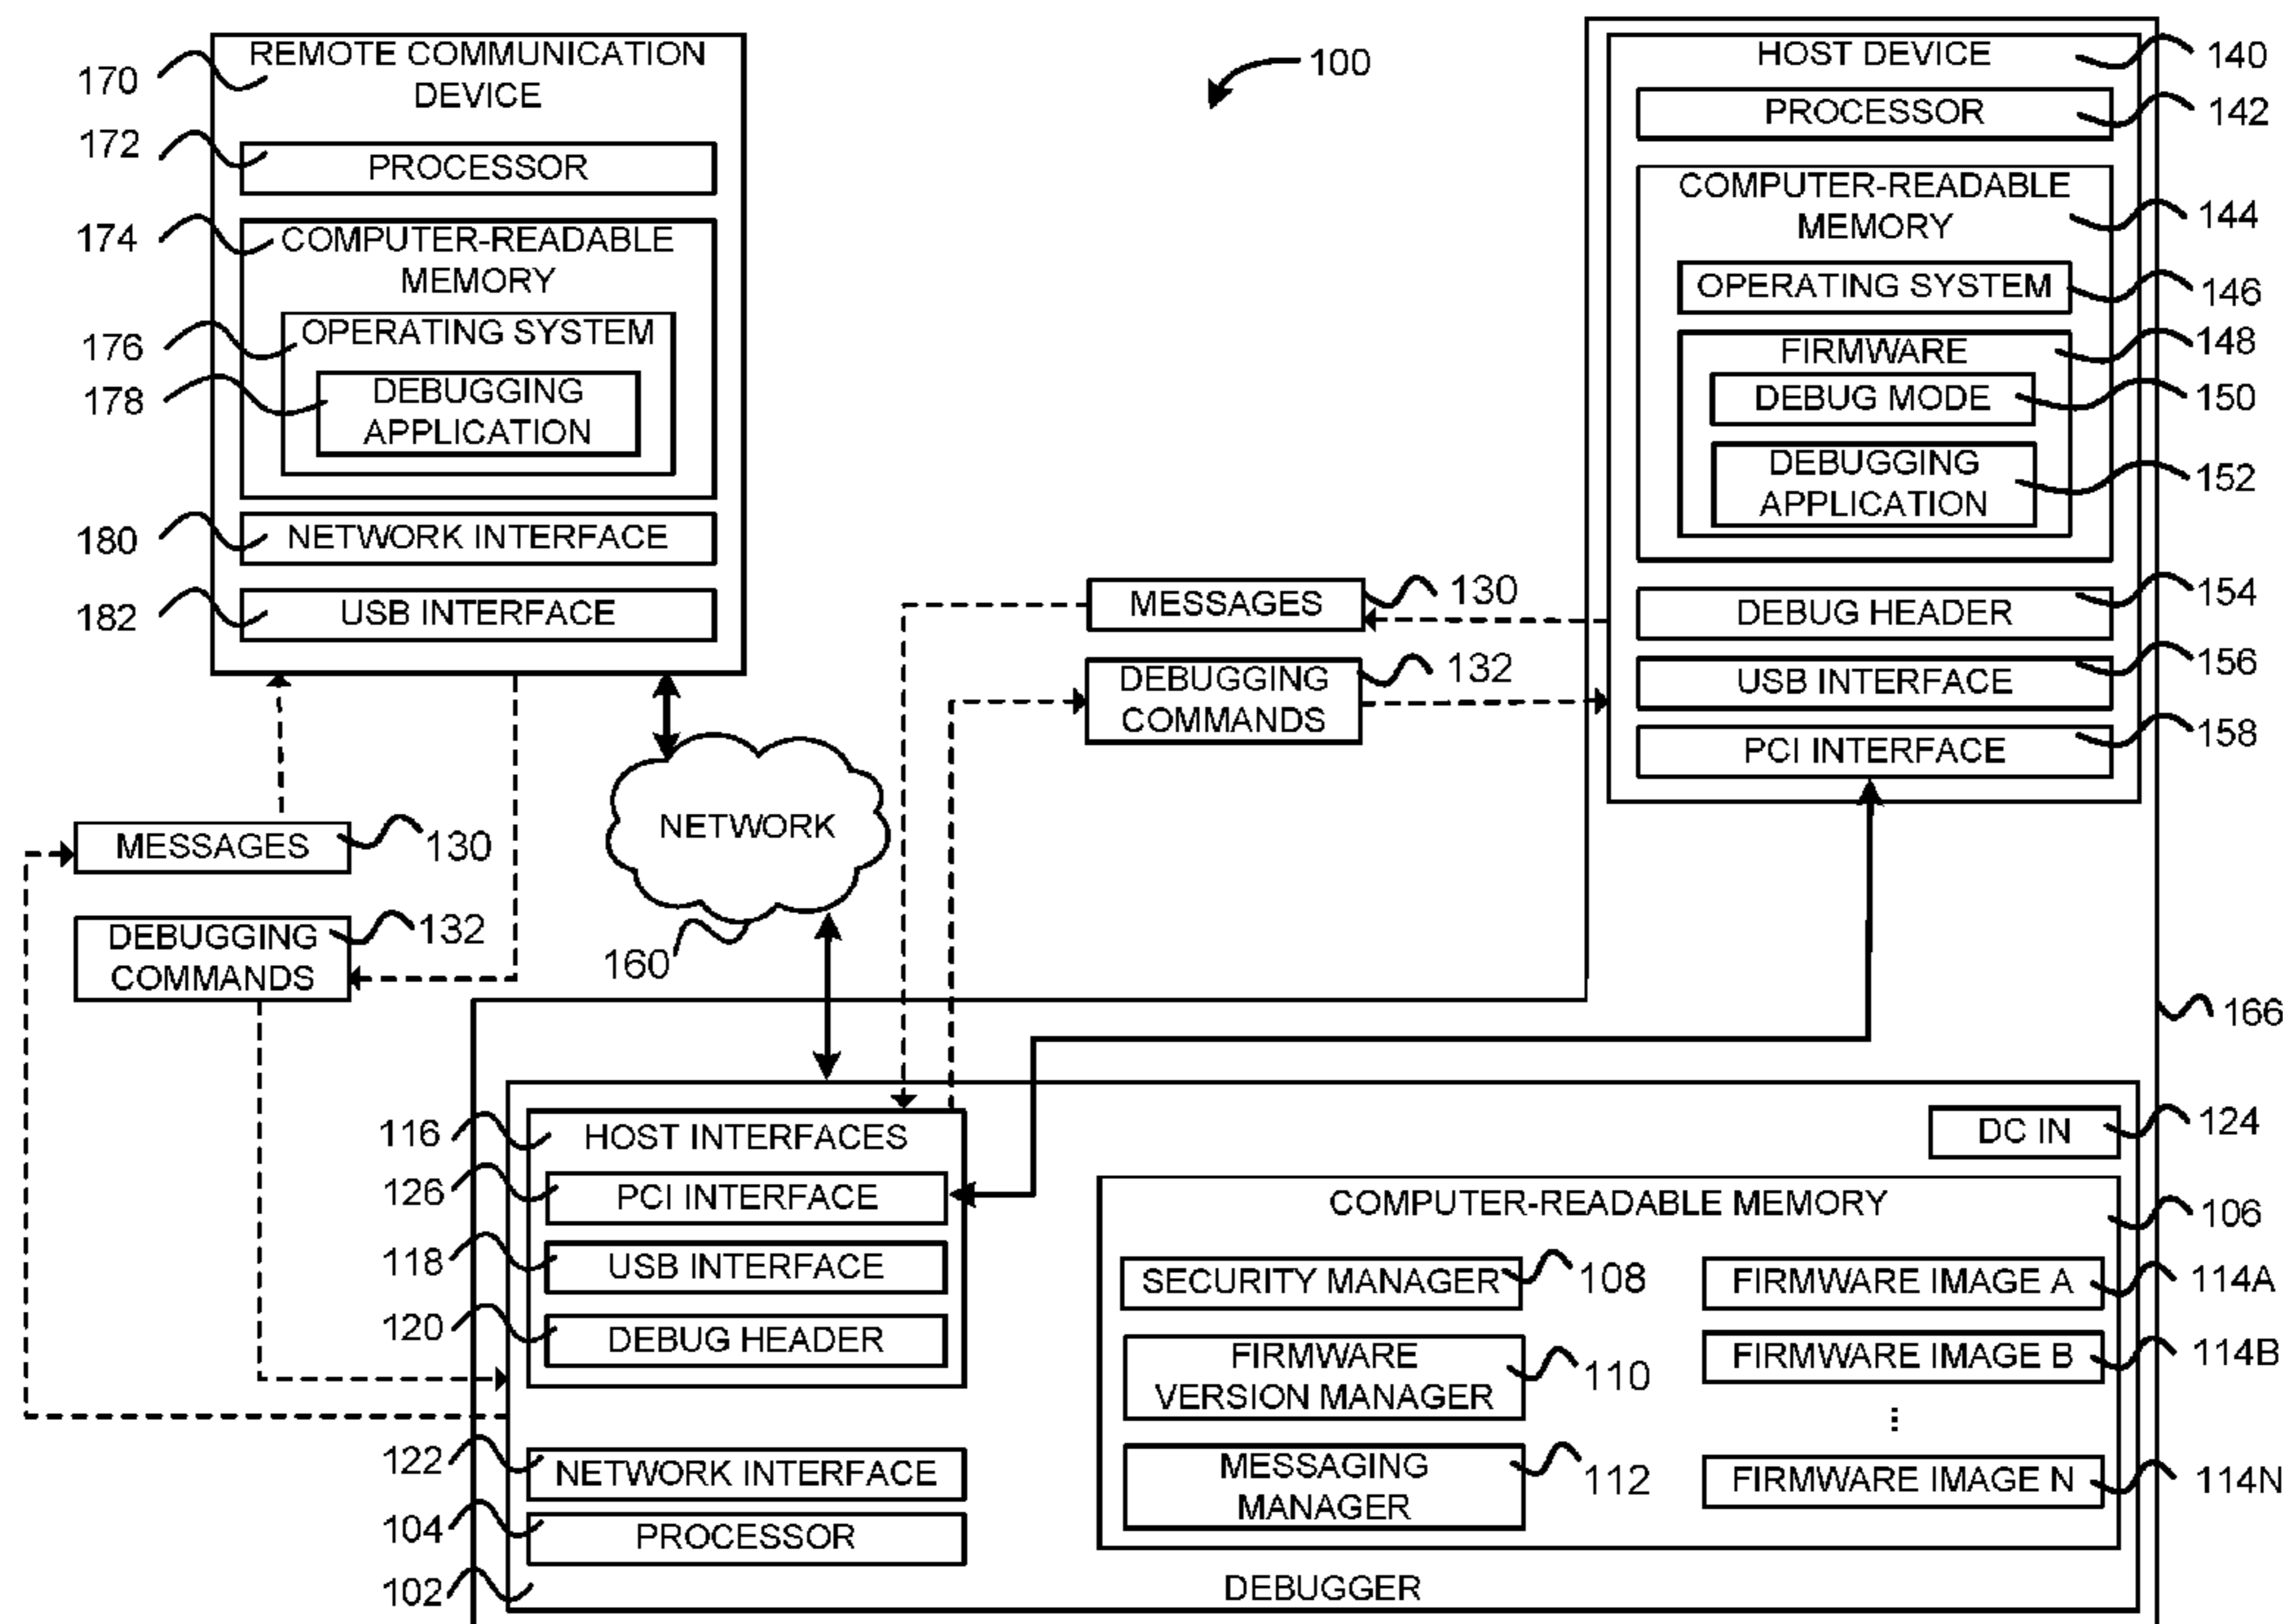 100
REMOTE COMMUNICATION
DEVICE
170
PROCESSOR
172
COMPUTER-READABLE
MEMORY
174
OPERATING SYSTEM
176
DEBUGGING
APPLICATION
178
NETWORK INTERFACE
180
USB INTERFACE
182
HOST DEVICE
140
PROCESSOR
142
COMPUTER-READABLE
MEMORY
144
OPERATING SYSTEM
146
FIRMWARE
148
DEBUG MODE
150
DEBUGGING
APPLICATION
152
DEBUG HEADER
154
USB INTERFACE
156
PCI INTERFACE
158
MESSAGES
130
DEBUGGING
COMMANDS
132
NETWORK
160
MESSAGES
130
DEBUGGING
COMMANDS
132
166
HOST INTERFACES
116
PCI INTERFACE
126
USB INTERFACE
118
DEBUG HEADER
120
NETWORK INTERFACE
122
PROCESSOR
104
102
DEBUGGER
DC IN
124
COMPUTER-READABLE MEMORY
106
SECURITY MANAGER
108
FIRMWARE
VERSION MANAGER
110
MESSAGING
MANAGER
112
FIRMWARE IMAGE A
114A
FIRMWARE IMAGE B
114B
⋮
FIRMWARE IMAGE N
114N